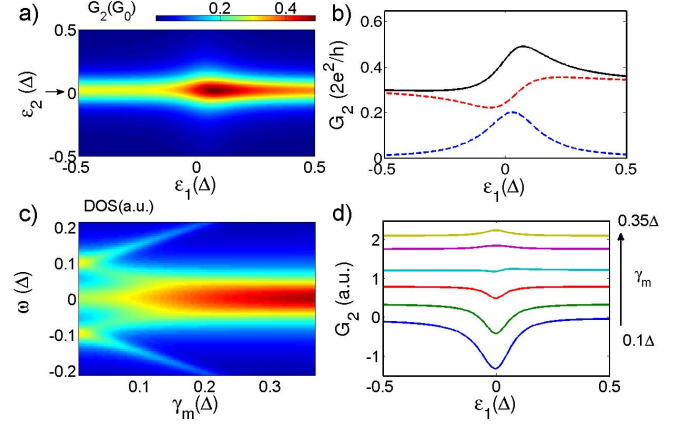 a) G₂(G₀) 0 0.2 0.4
0.5
0
-0.5
ε₂ (Δ)
-0.5 0 0.5
ε₁(Δ)
b)
0.6
0.4
0.2
0
G₂ (2e²/h)
-0.5 0 0.5
ε₁(Δ)
c) DOS(a.u.)
0.2
0.1
0
-0.1
-0.2
ω (Δ)
0.1 0.2 0.3
γₘ(Δ)
d)
2
1
0
-1
G₂ (a.u.)
0.35Δ
γₘ
0.1Δ
-0.5 0 0.5
ε₁(Δ)